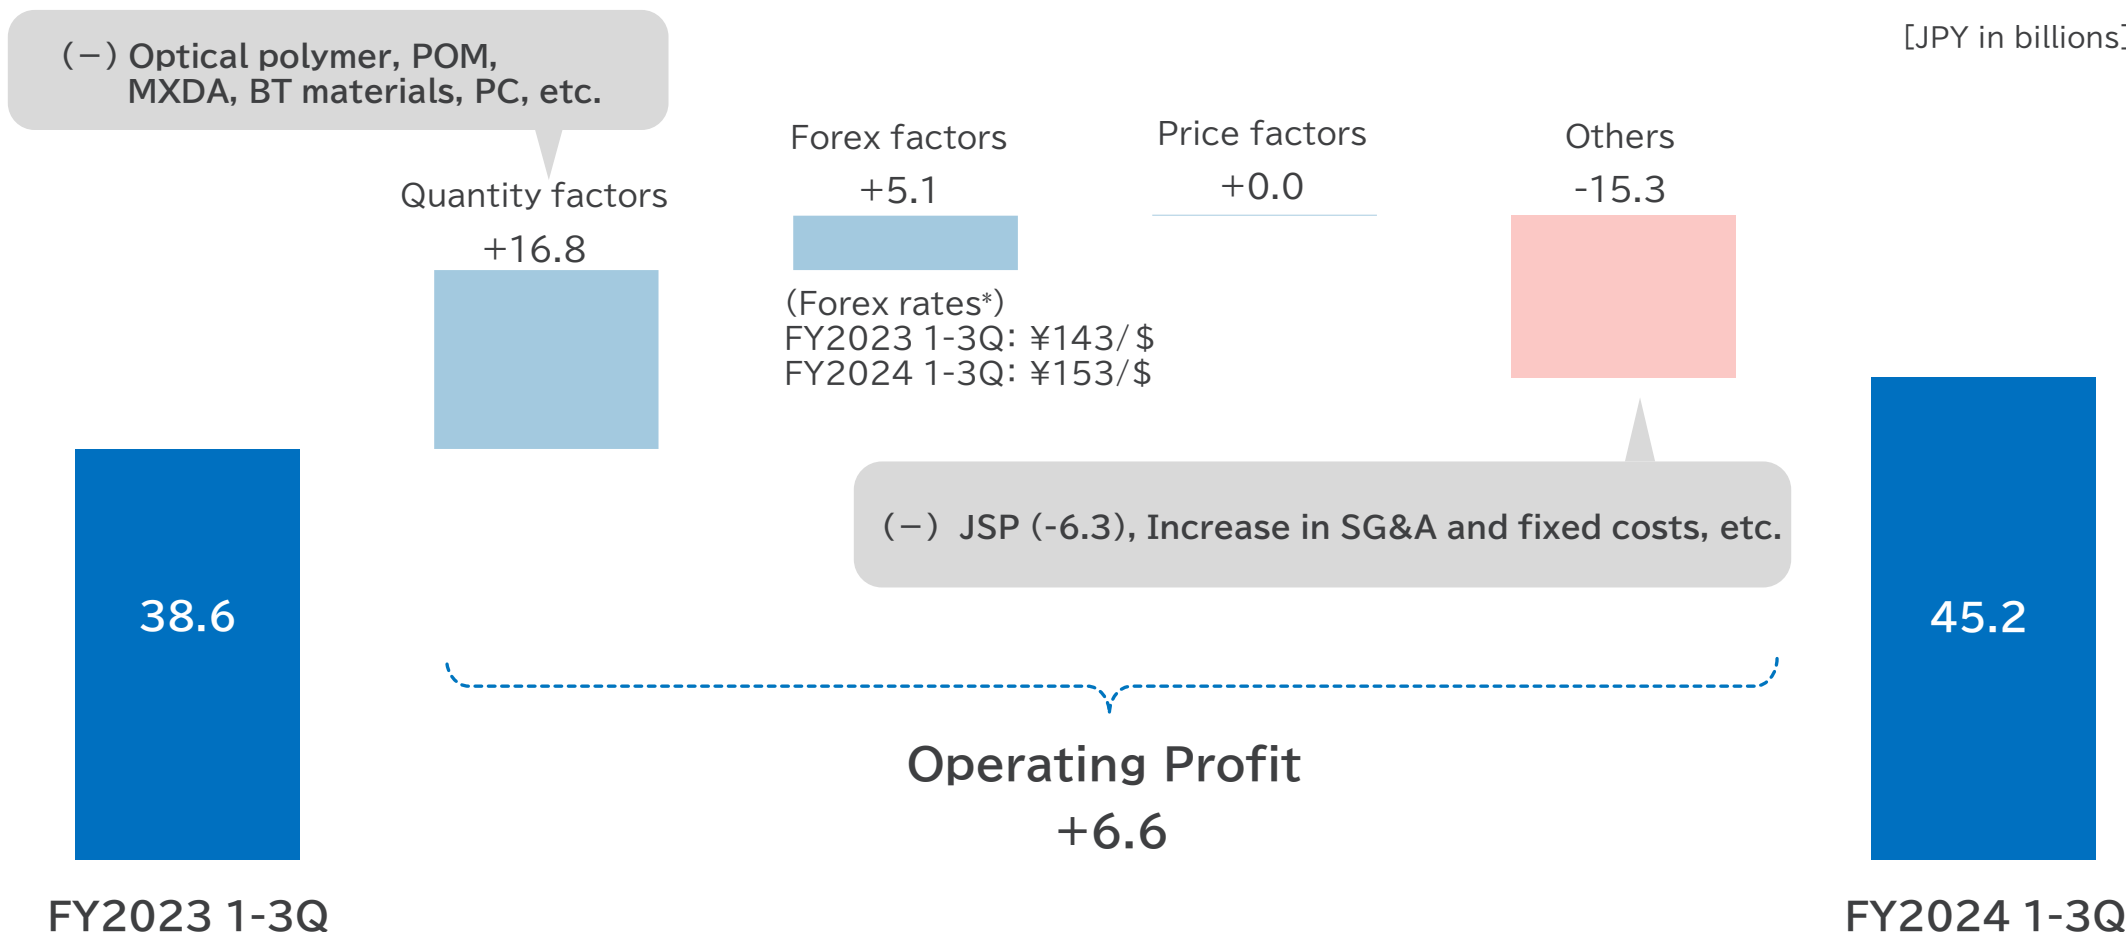 [JPY in billions]
(−) Optical polymer, POM,
MXDA, BT materials, PC, etc.
Quantity factors
+16.8
Forex factors
+5.1
(Forex rates*)
FY2023 1-3Q: ¥143/$
FY2024 1-3Q: ¥153/$
Price factors
+0.0
Others
-15.3
(−) JSP (-6.3), Increase in SG&A and fixed costs, etc.
38.6
45.2
Operating Profit
+6.6
FY2023 1-3Q
FY2024 1-3Q